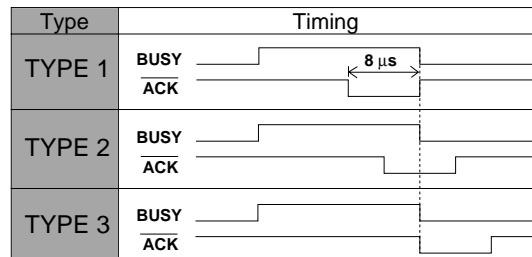 Type Timing
TYPE 1 BUSY 8 µs
ACK
TYPE 2 BUSY
ACK
TYPE 3 BUSY
ACK